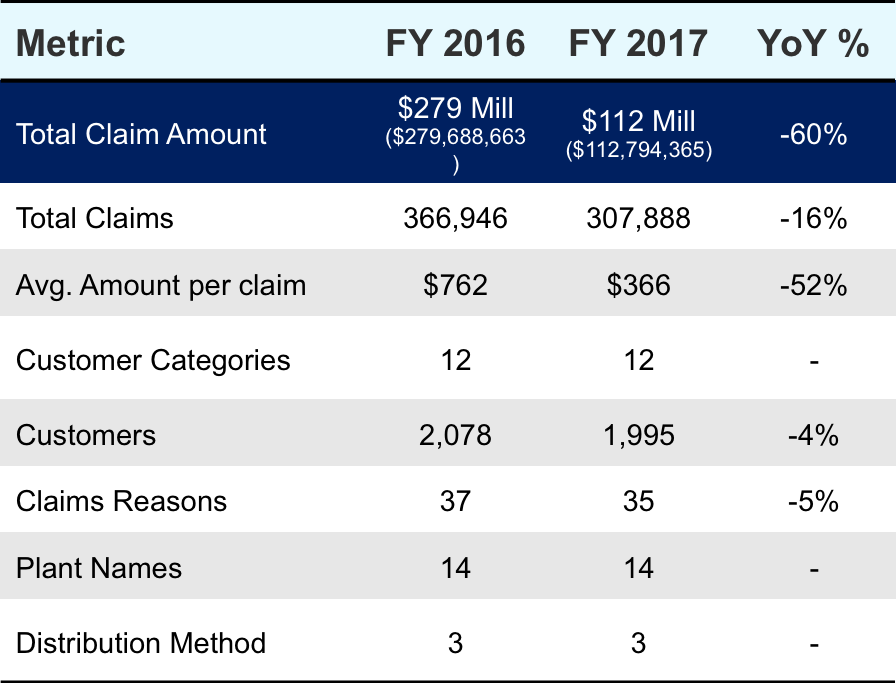 Metric FY 2016 FY 2017 YoY %
Total Claim Amount $279 Mill ($279,688,663) $112 Mill ($112,794,365) -60%
Total Claims 366,946 307,888 -16%
Avg. Amount per claim $762 $366 -52%
Customer Categories 12 12 -
Customers 2,078 1,995 -4%
Claims Reasons 37 35 -5%
Plant Names 14 14 -
Distribution Method 3 3 -